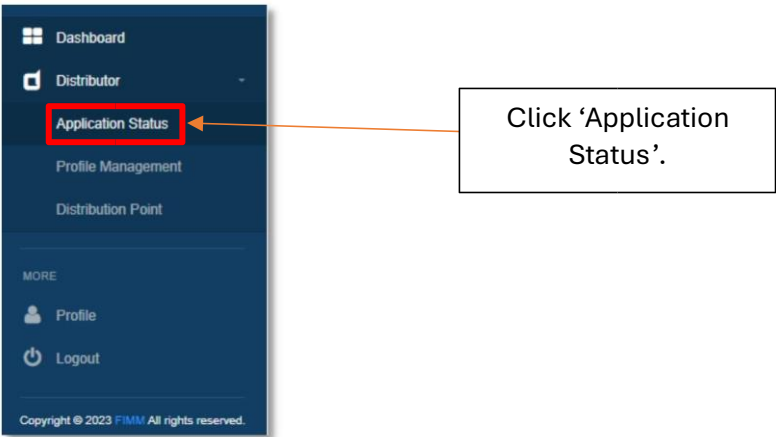 Dashboard
Distributor
Application Status
Profile Management
Distribution Point
MORE
Profile
Logout
Copyright © 2023 FIMM All rights reserved.
Click ‘Application
Status’.